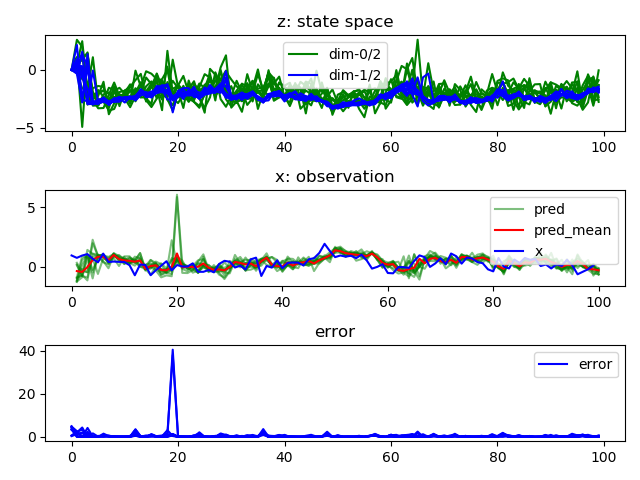 z: state space
dim-0/2
dim-1/2
0
−5
0 20 40 60 80 100
x: observation
pred
pred_mean
x
5
0
0 20 40 60 80 100
error
error
40
20
0
0 20 40 60 80 100